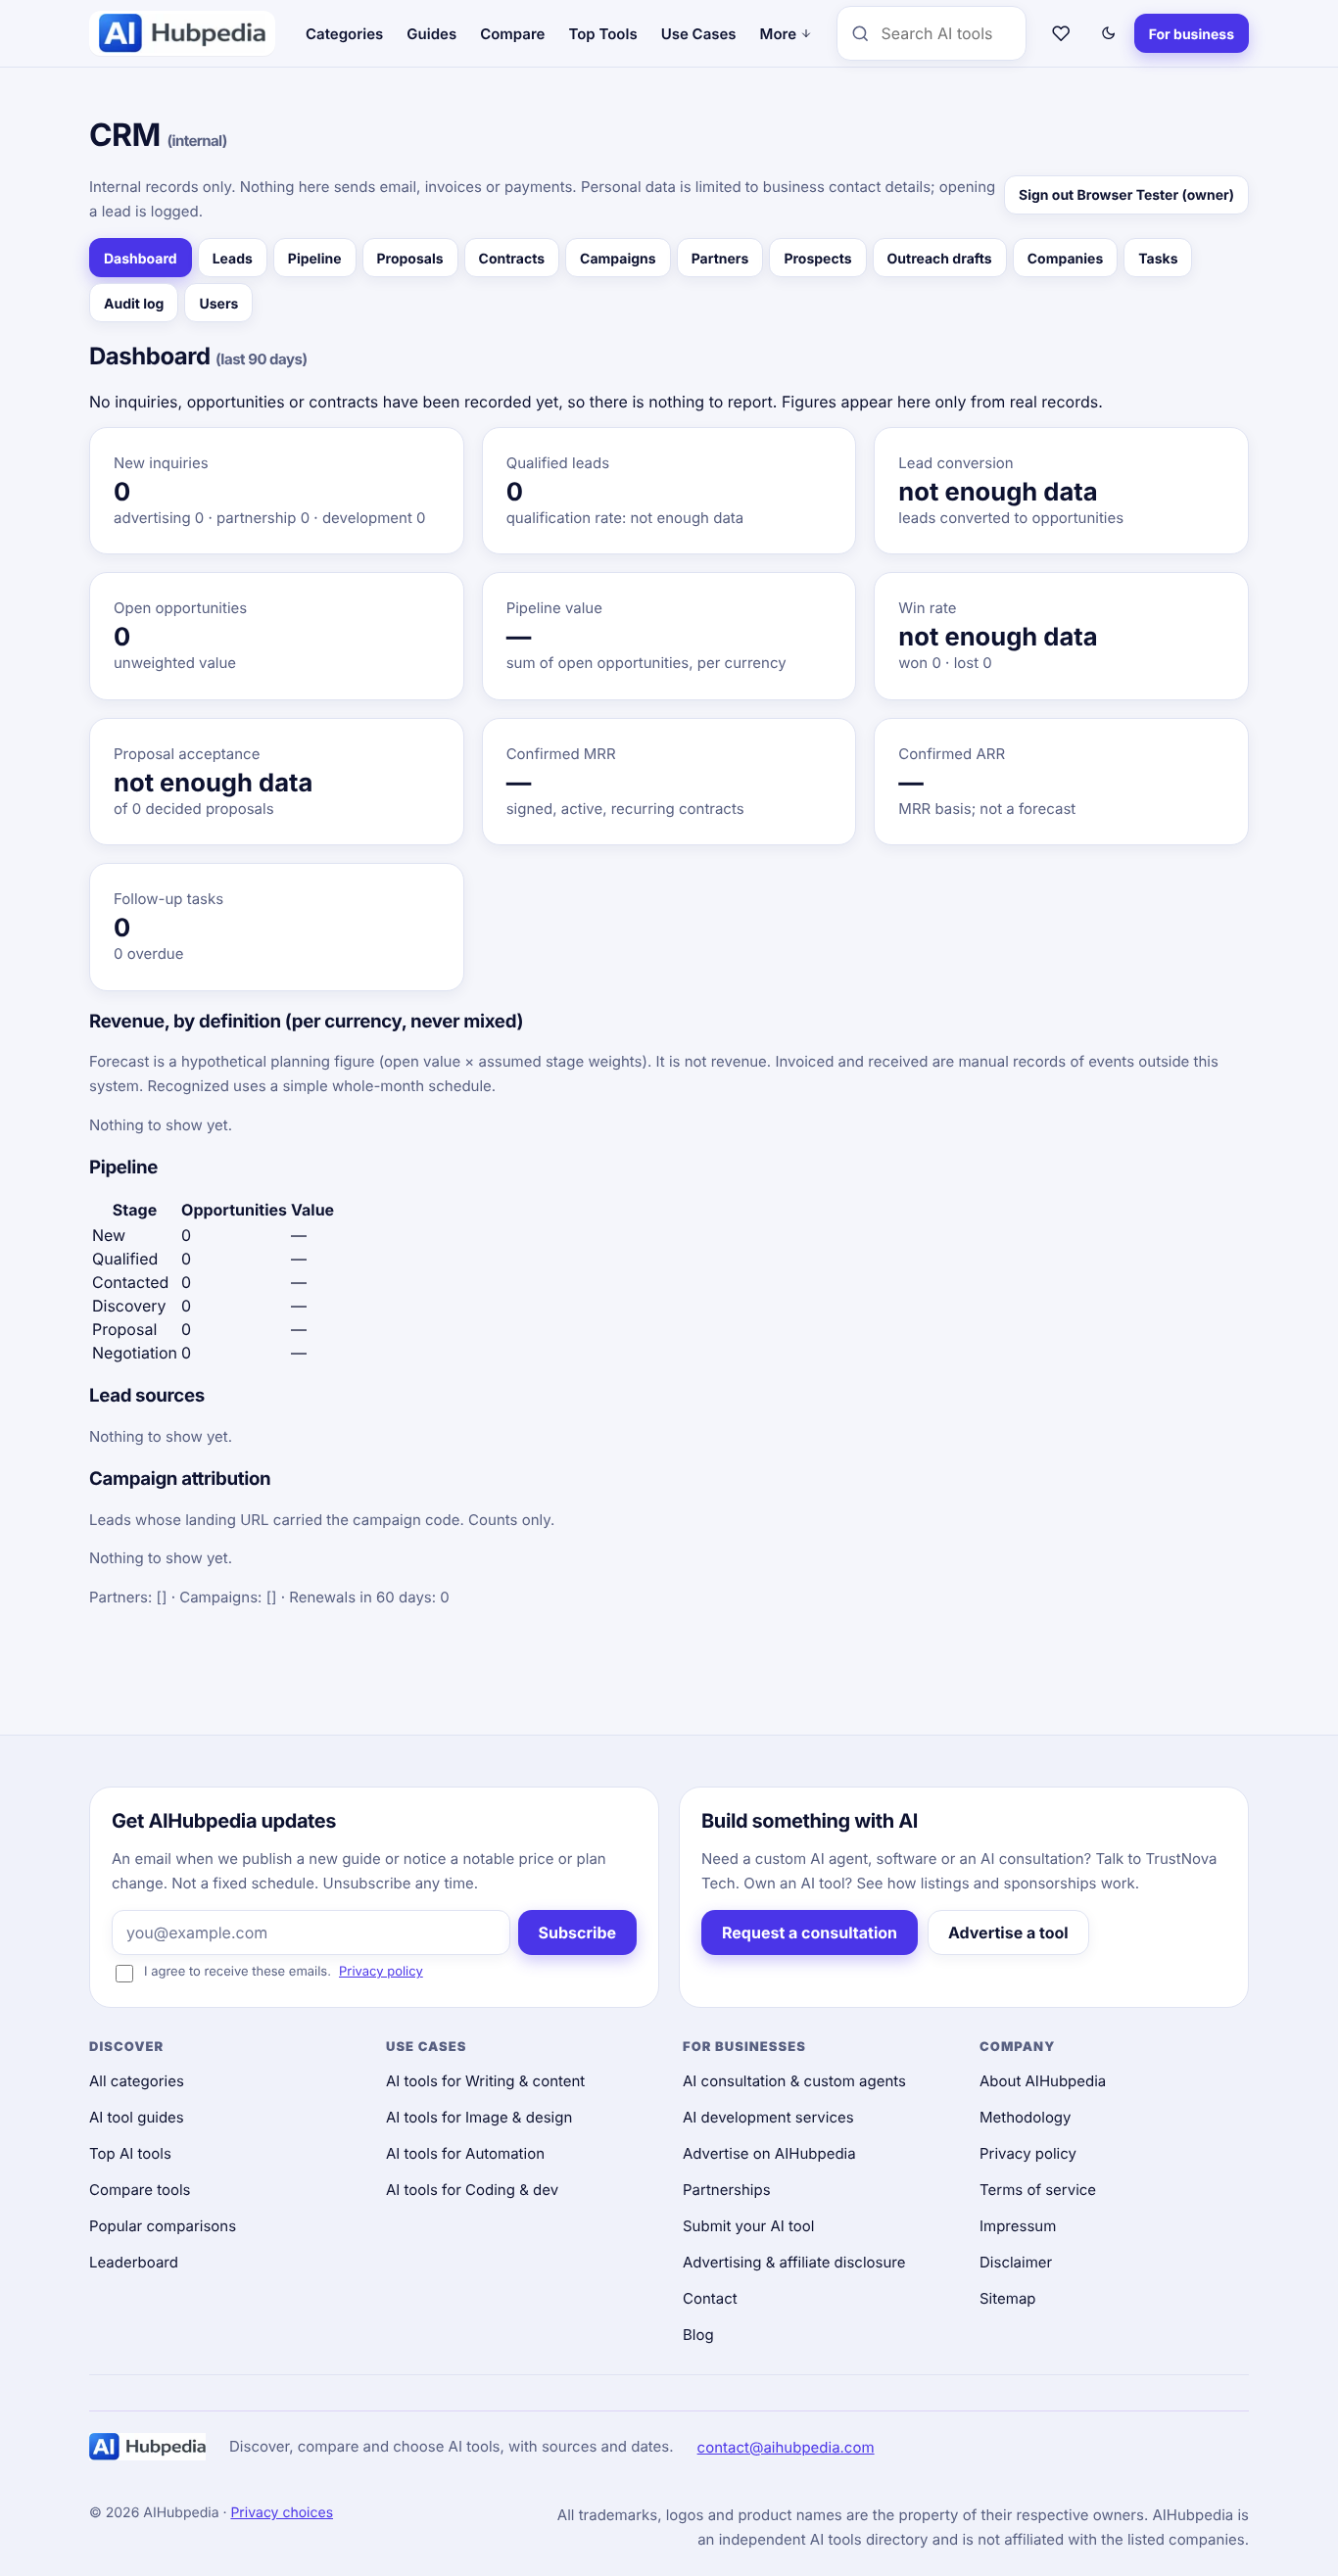 AI Hubpedia
Categories Guides Compare Top Tools Use Cases More ↓ Search AI tools For business
CRM (internal)
Internal records only. Nothing here sends email, invoices or payments. Personal data is limited to business contact details; opening
a lead is logged.
Sign out Browser Tester (owner)
Dashboard Leads Pipeline Proposals Contracts Campaigns Partners Prospects Outreach drafts Companies Tasks
Audit log Users
Dashboard (last 90 days)
No inquiries, opportunities or contracts have been recorded yet, so there is nothing to report. Figures appear here only from real records.
New inquiries
0
advertising 0 · partnership 0 · development 0
Qualified leads
0
qualification rate: not enough data
Lead conversion
not enough data
leads converted to opportunities
Open opportunities
0
unweighted value
Pipeline value
—
sum of open opportunities, per currency
Win rate
not enough data
won 0 · lost 0
Proposal acceptance
not enough data
of 0 decided proposals
Confirmed MRR
—
signed, active, recurring contracts
Confirmed ARR
—
MRR basis; not a forecast
Follow-up tasks
0
0 overdue
Revenue, by definition (per currency, never mixed)
Forecast is a hypothetical planning figure (open value × assumed stage weights). It is not revenue. Invoiced and received are manual records of events outside this
system. Recognized uses a simple whole-month schedule.
Nothing to show yet.
Pipeline
Stage Opportunities Value
New 0 —
Qualified 0 —
Contacted 0 —
Discovery 0 —
Proposal 0 —
Negotiation 0 —
Lead sources
Nothing to show yet.
Campaign attribution
Leads whose landing URL carried the campaign code. Counts only.
Nothing to show yet.
Partners: [] · Campaigns: [] · Renewals in 60 days: 0
Get AIHubpedia updates
An email when we publish a new guide or notice a notable price or plan
change. Not a fixed schedule. Unsubscribe any time.
you@example.com Subscribe
I agree to receive these emails. Privacy policy
Build something with AI
Need a custom AI agent, software or an AI consultation? Talk to TrustNova
Tech. Own an AI tool? See how listings and sponsorships work.
Request a consultation Advertise a tool
DISCOVER
All categories
AI tool guides
Top AI tools
Compare tools
Popular comparisons
Leaderboard
USE CASES
AI tools for Writing & content
AI tools for Image & design
AI tools for Automation
AI tools for Coding & dev
FOR BUSINESSES
AI consultation & custom agents
AI development services
Advertise on AIHubpedia
Partnerships
Submit your AI tool
Advertising & affiliate disclosure
Contact
Blog
COMPANY
About AIHubpedia
Methodology
Privacy policy
Terms of service
Impressum
Disclaimer
Sitemap
AI Hubpedia Discover, compare and choose AI tools, with sources and dates. contact@aihubpedia.com
© 2026 AIHubpedia · Privacy choices
All trademarks, logos and product names are the property of their respective owners. AIHubpedia is
an independent AI tools directory and is not affiliated with the listed companies.